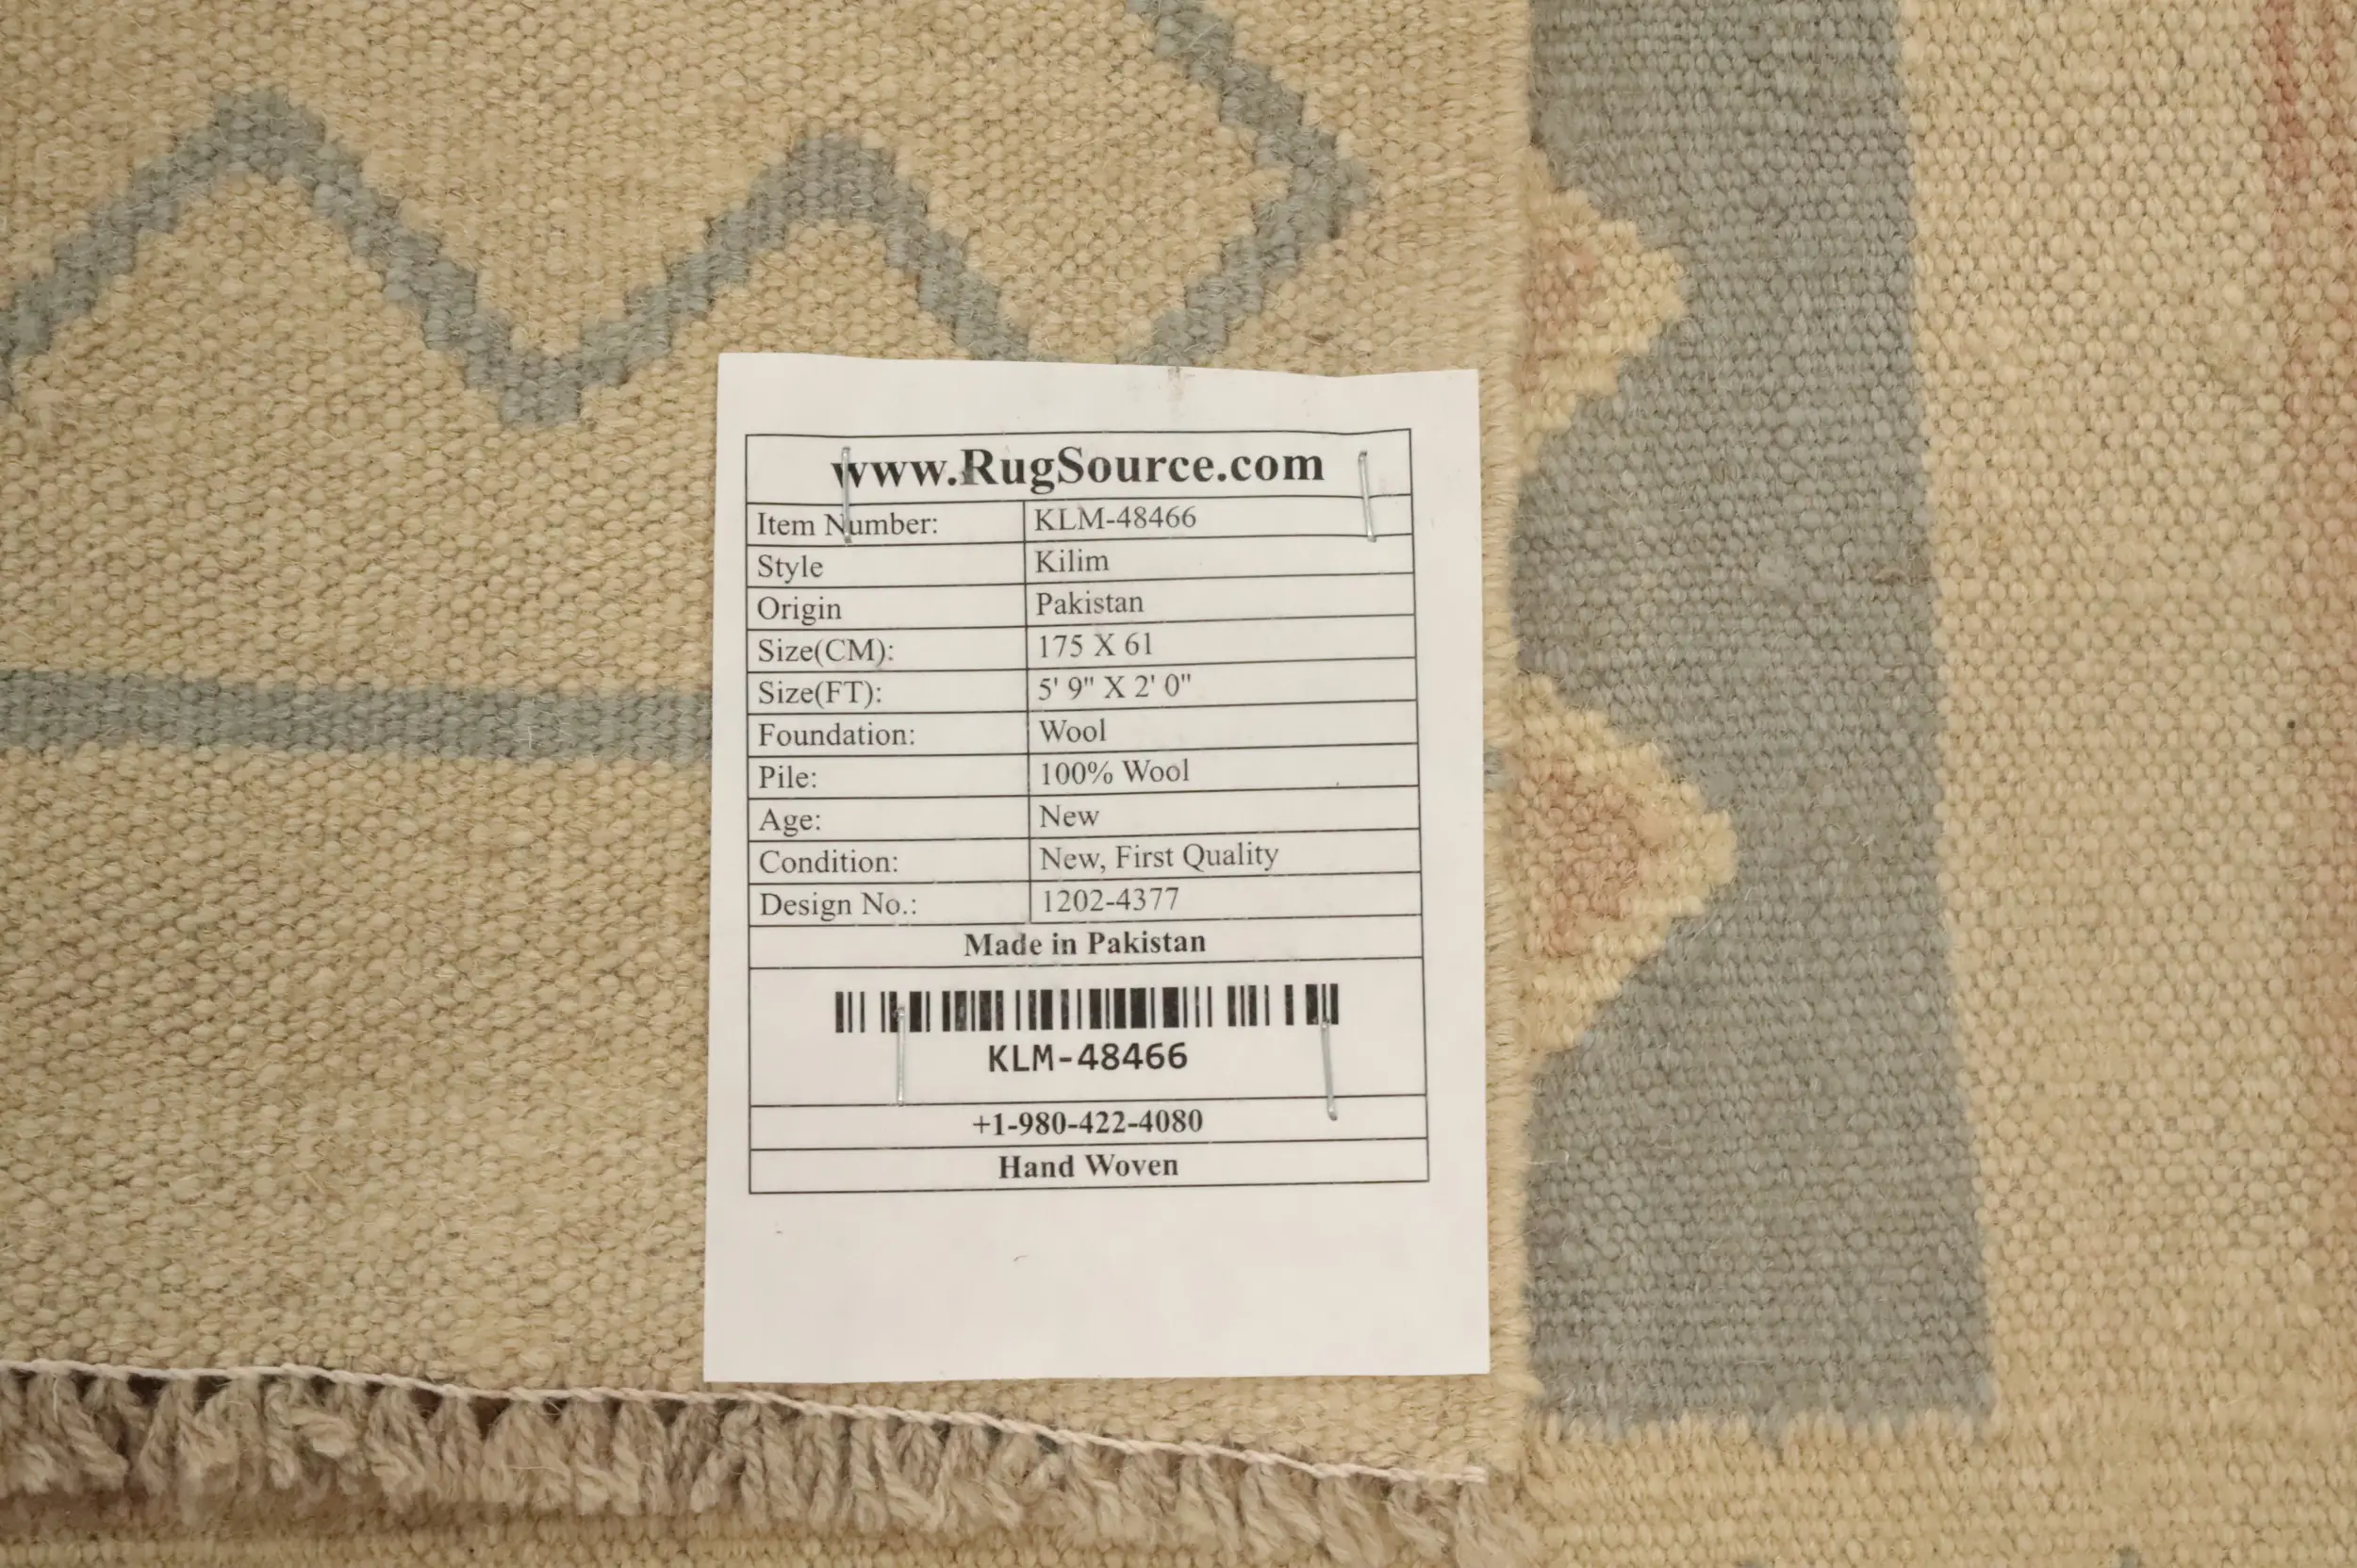 www.RugSource.com
Item Number: KLM-48466
Style Kilim
Origin Pakistan
Size(CM): 175 X 61
Size(FT): 5' 9" X 2' 0"
Foundation: Wool
Pile: 100% Wool
Age: New
Condition: New, First Quality
Design No.: 1202-4377
Made in Pakistan
KLM-48466
+1-980-422-4080
Hand Woven